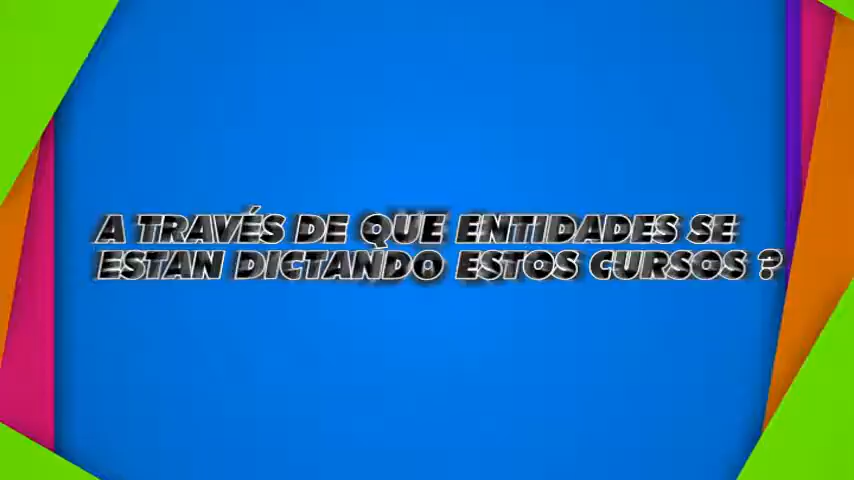 A TRAVÉS DE QUE ENTIDADES SE
ESTAN DICTANDO ESTOS CURSOS ?